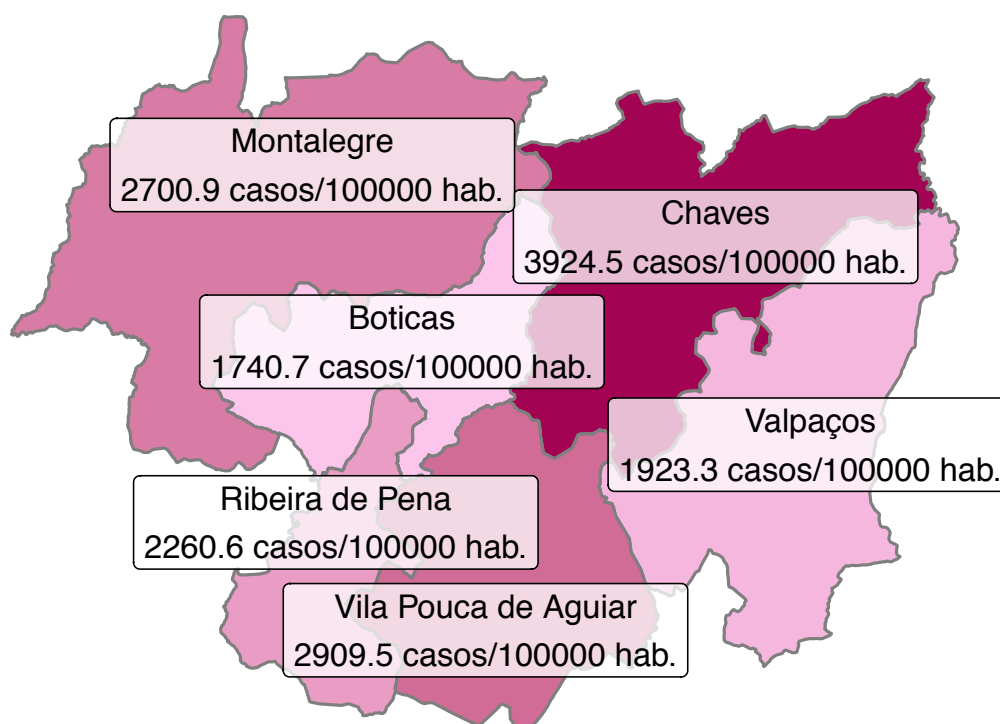 Montalegre
2700.9 casos/100000 hab.
Chaves
3924.5 casos/100000 hab.
Boticas
1740.7 casos/100000 hab.
Valpaços
1923.3 casos/100000 hab.
Ribeira de Pena
2260.6 casos/100000 hab.
Vila Pouca de Aguiar
2909.5 casos/100000 hab.